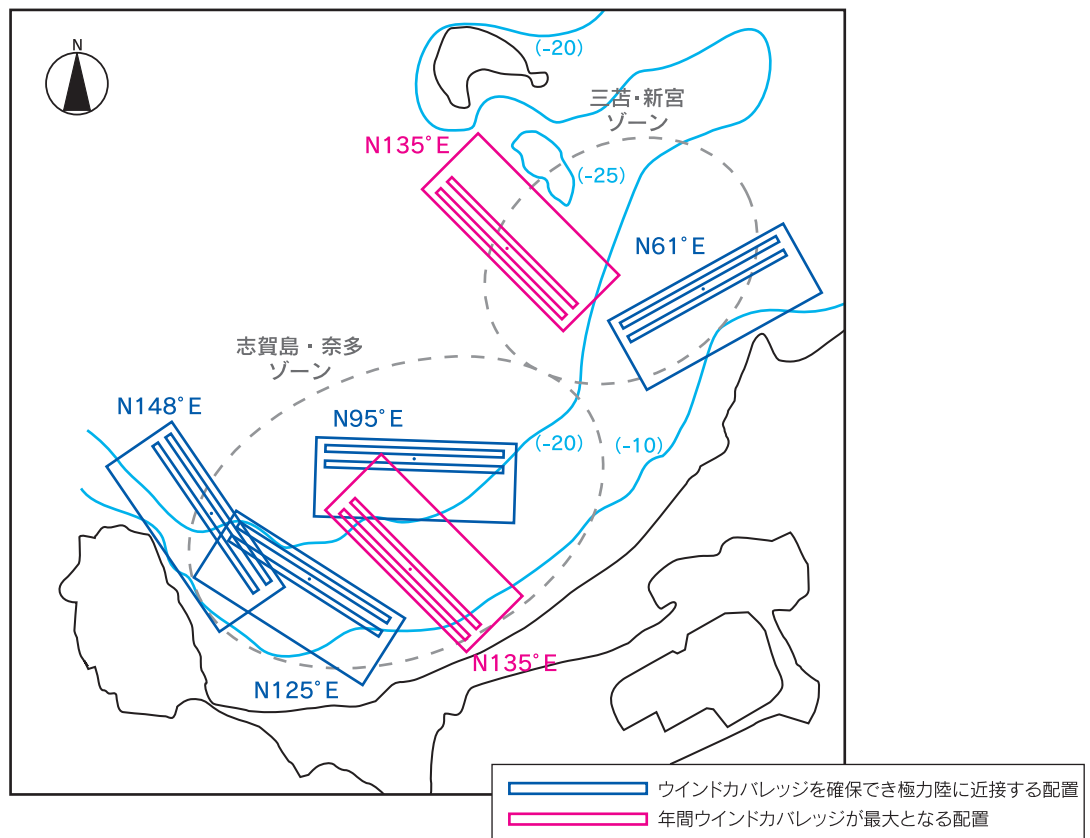 N
(-20)
三苫・新宮
ゾーン
N135°E
(-25)
N61°E
志賀島・奈多
ゾーン
N148°E
N95°E
(-20)
(-10)
N125°E
N135°E
ウインドカバレッジを確保でき極力陸に近接する配置
年間ウインドカバレッジが最大となる配置